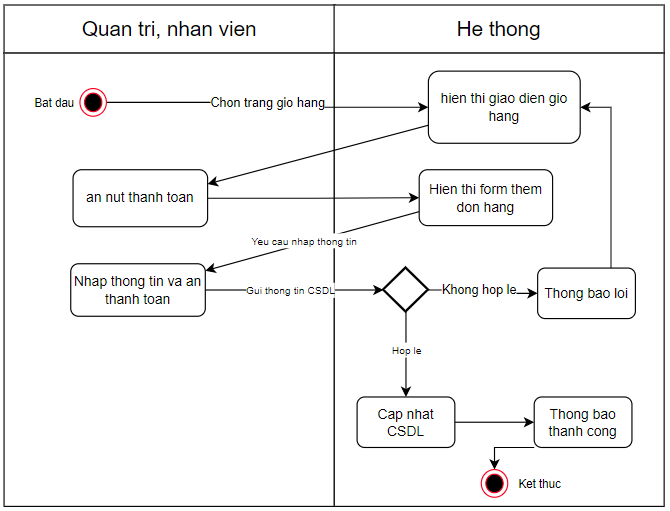 Quan tri, nhan vien
He thong
Bat dau
Chon trang gio hang
hien thi giao dien gio
hang
an nut thanh toan
Hien thi form them
don hang
Yeu cau nhap thong tin
Nhap thong tin va an
thanh toan
Gui thong tin CSDL
Khong hop le
Thong bao loi
Hop le
Cap nhat
CSDL
Thong bao
thanh cong
Ket thuc